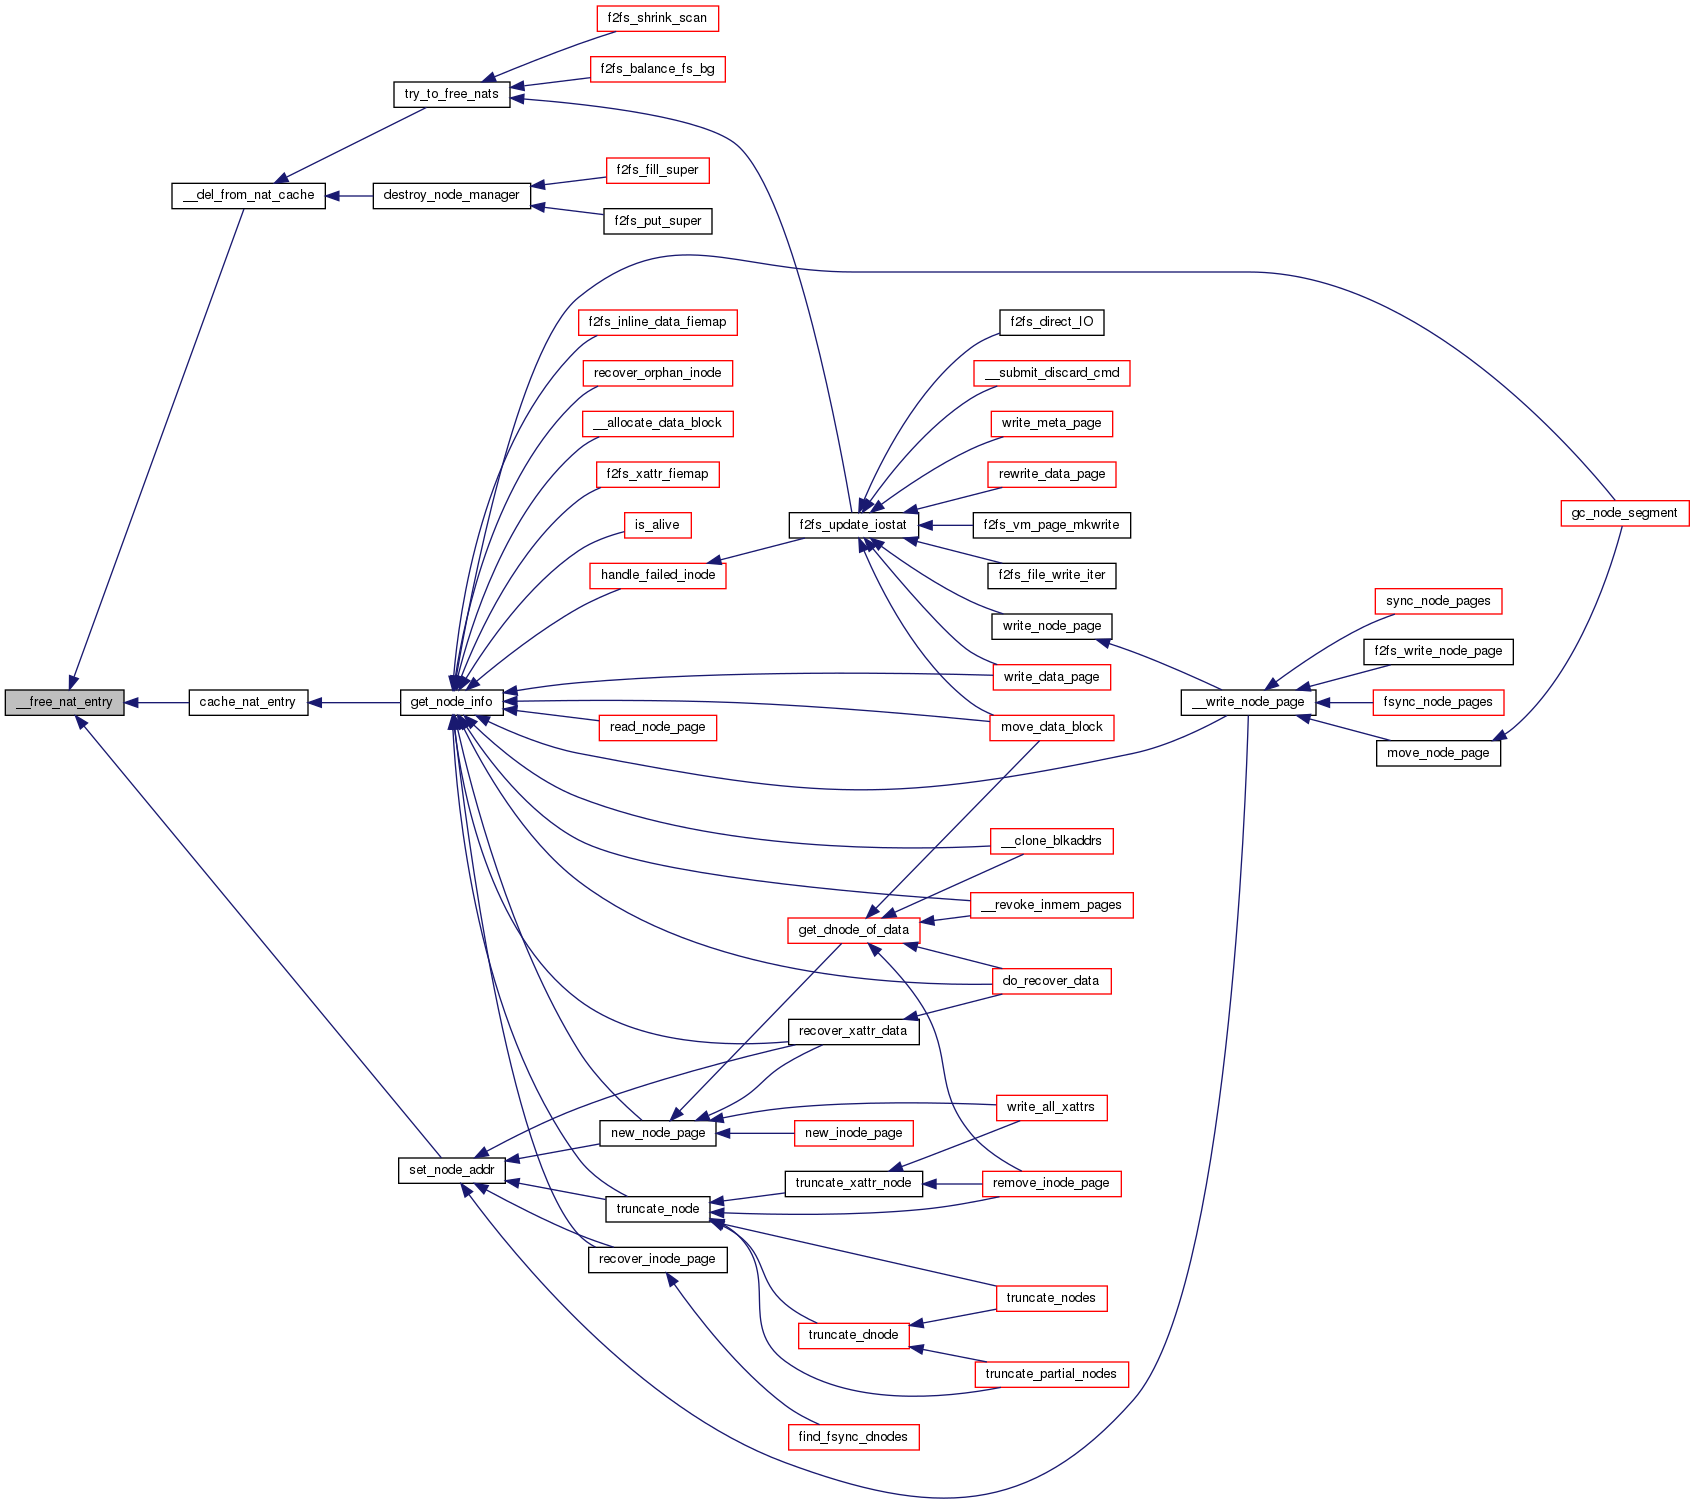 f2fs_shrink_scan
f2fs_balance_fs_bg
try_to_free_nats
f2fs_fill_super
__del_from_nat_cache
destroy_node_manager
f2fs_put_super
f2fs_inline_data_fiemap
f2fs_direct_IO
recover_orphan_inode
__submit_discard_cmd
__allocate_data_block
write_meta_page
f2fs_xattr_fiemap
rewrite_data_page
gc_node_segment
is_alive
f2fs_update_iostat
f2fs_vm_page_mkwrite
handle_failed_inode
f2fs_file_write_iter
sync_node_pages
write_node_page
f2fs_write_node_page
write_data_page
__free_nat_entry
cache_nat_entry
get_node_info
__write_node_page
fsync_node_pages
read_node_page
move_data_block
move_node_page
__clone_blkaddrs
__revoke_inmem_pages
get_dnode_of_data
do_recover_data
recover_xattr_data
write_all_xattrs
new_node_page
new_inode_page
set_node_addr
truncate_xattr_node
remove_inode_page
truncate_node
recover_inode_page
truncate_nodes
truncate_dnode
truncate_partial_nodes
find_fsync_dnodes